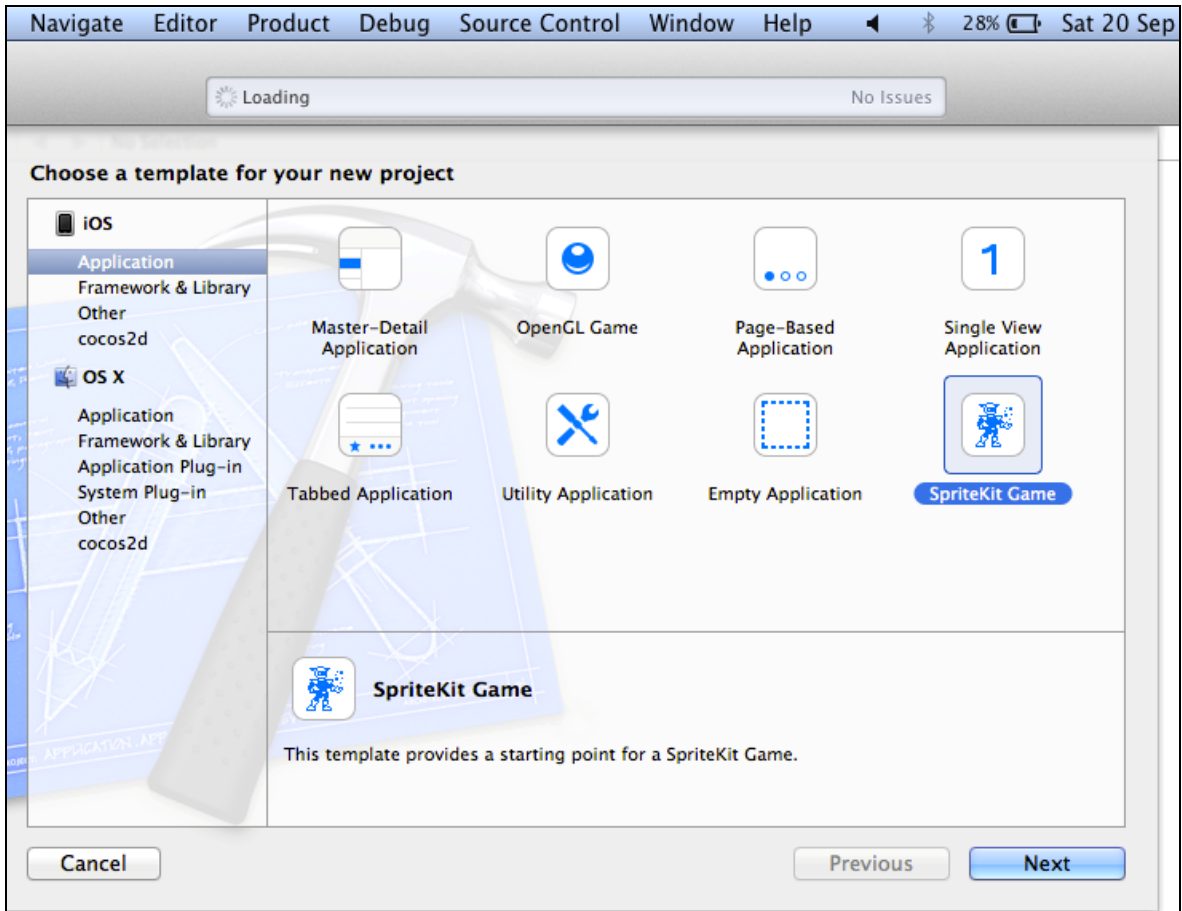 Navigate Editor Product Debug Source Control Window Help 28% Sat 20 Sep
Loading No Issues
No Selection
Choose a template for your new project
iOS
Application
Framework & Library
Other
cocos2d
OS X
Application
Framework & Library
Application Plug-in
System Plug-in
Other
cocos2d
Master-Detail
Application
OpenGL Game
Page-Based
Application
1
Single View
Application
Tabbed Application
Utility Application
Empty Application
SpriteKit Game
SpriteKit Game
This template provides a starting point for a SpriteKit Game.
Cancel Previous Next